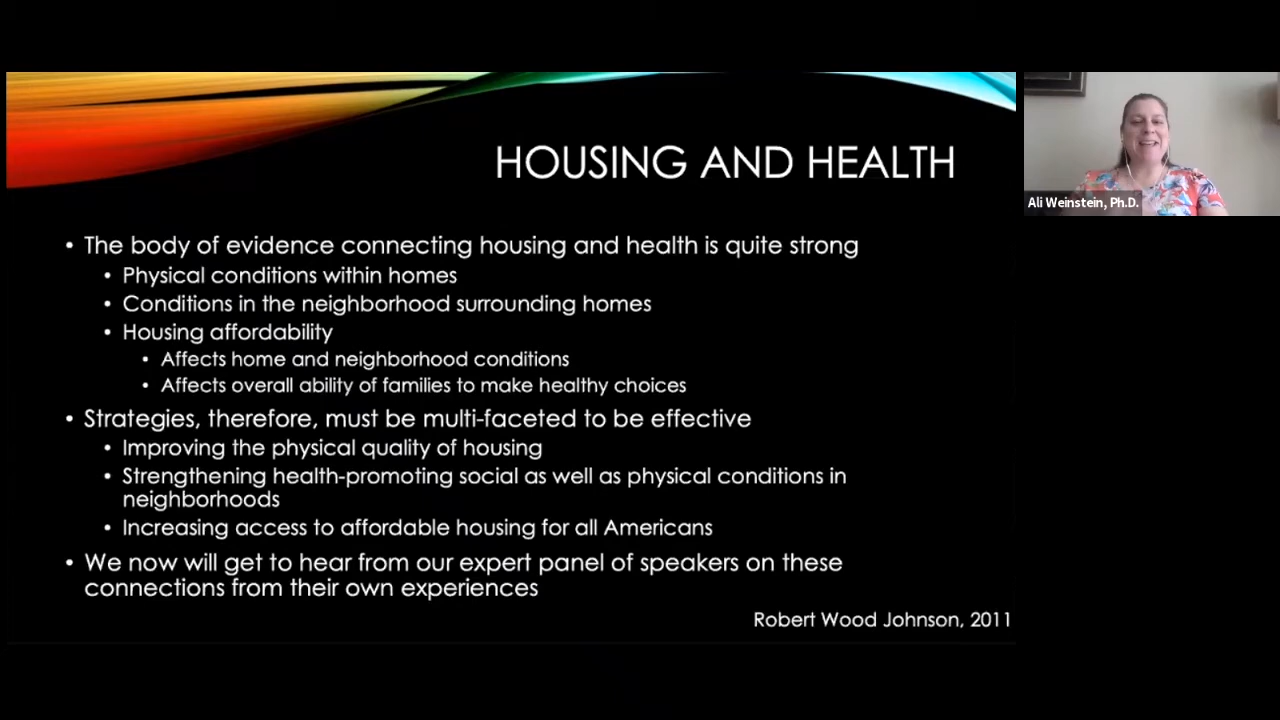 HOUSING AND HEALTH
Ali Weinstein, Ph.D.
• The body of evidence connecting housing and health is quite strong
• Physical conditions within homes
• Conditions in the neighborhood surrounding homes
• Housing affordability
• Affects home and neighborhood conditions
• Affects overall ability of families to make healthy choices
• Strategies, therefore, must be multi-faceted to be effective
• Improving the physical quality of housing
• Strengthening health-promoting social as well as physical conditions in
neighborhoods
• Increasing access to affordable housing for all Americans
• We now will get to hear from our expert panel of speakers on these
connections from their own experiences
Robert Wood Johnson, 2011